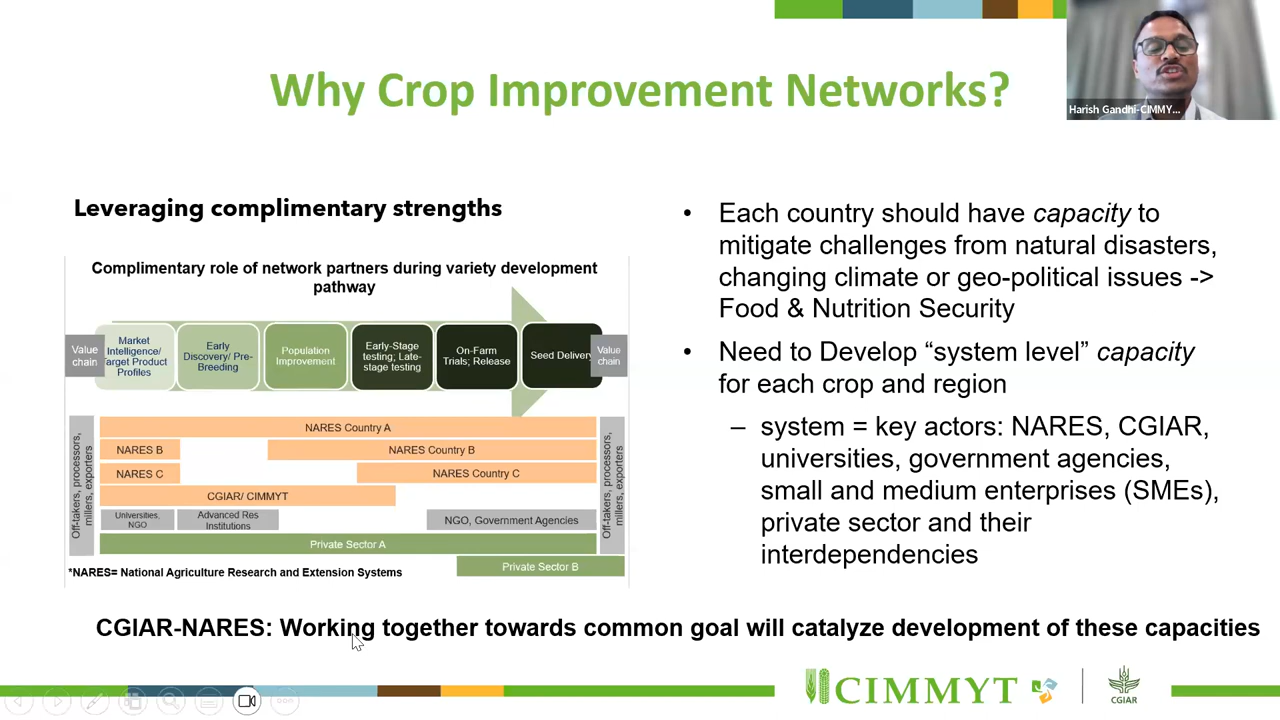 Why Crop Improvement Networks?
Harish Gandhi-CIMMY...
Leveraging complimentary strengths
Complimentary role of network partners during variety development
pathway
Value
chain
Market
Intelligence/
Target Product
Profiles
Early
Discovery/ Pre-
Breeding
Population
Improvement
Early-Stage
testing; Late-
stage testing
On-Farm
Trials; Release
Seed Delivery
Value
chain
Off-takers, processors,
millers, exporters
NARES Country A
NARES B
NARES Country B
NARES C
NARES Country C
CGIAR/ CIMMYT
Universities,
NGO
Advanced Res
Institutions
NGO, Government Agencies
Private Sector A
Private Sector B
Off-takers, processors,
millers, exporters
*NARES= National Agriculture Research and Extension Systems
• Each country should have capacity to
mitigate challenges from natural disasters,
changing climate or geo-political issues ->
Food & Nutrition Security
• Need to Develop “system level” capacity
for each crop and region
– system = key actors: NARES, CGIAR,
universities, government agencies,
small and medium enterprises (SMEs),
private sector and their
interdependencies
CGIAR-NARES: Working together towards common goal will catalyze development of these capacities
CIMMYT
CGIAR